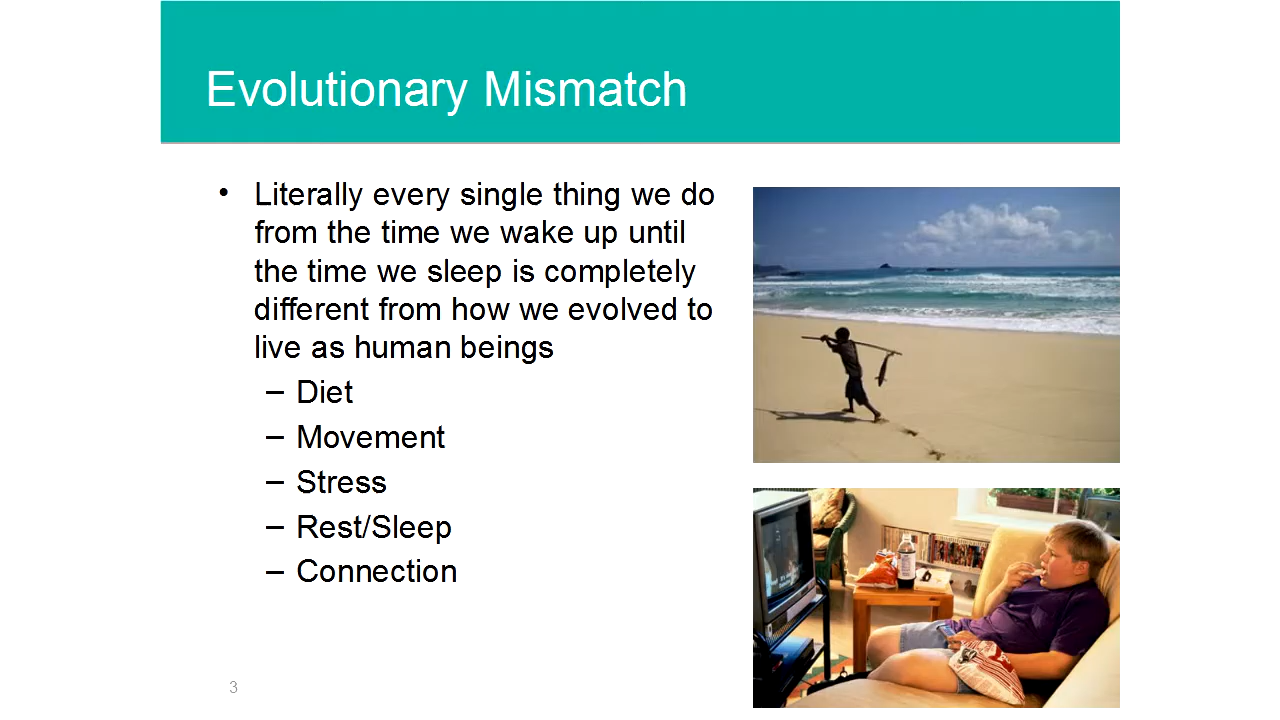 Evolutionary Mismatch
• Literally every single thing we do
from the time we wake up until
the time we sleep is completely
different from how we evolved to
live as human beings
– Diet
– Movement
– Stress
– Rest/Sleep
– Connection
3